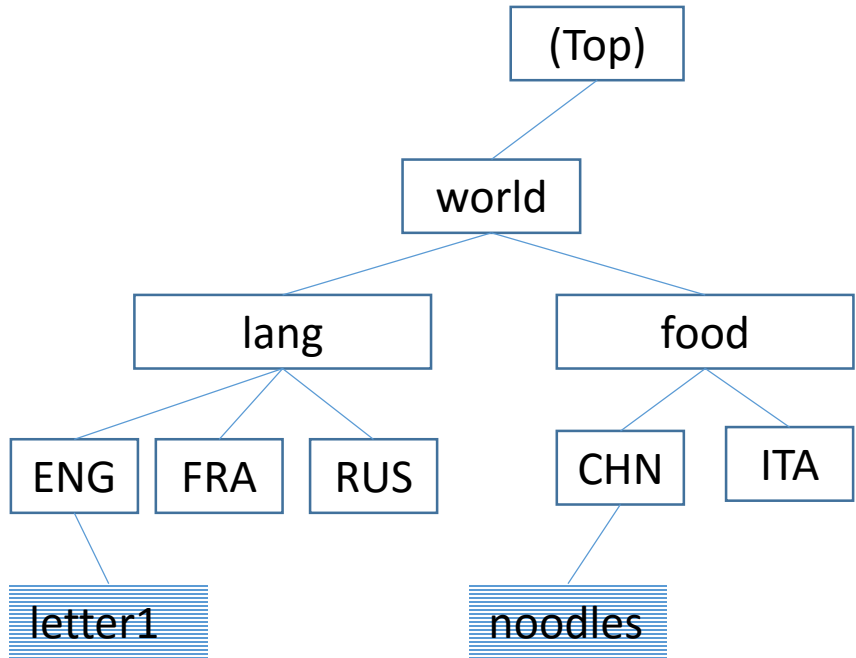 (Top)
world
lang
food
ENG
FRA
RUS
CHN
ITA
letter1
noodles